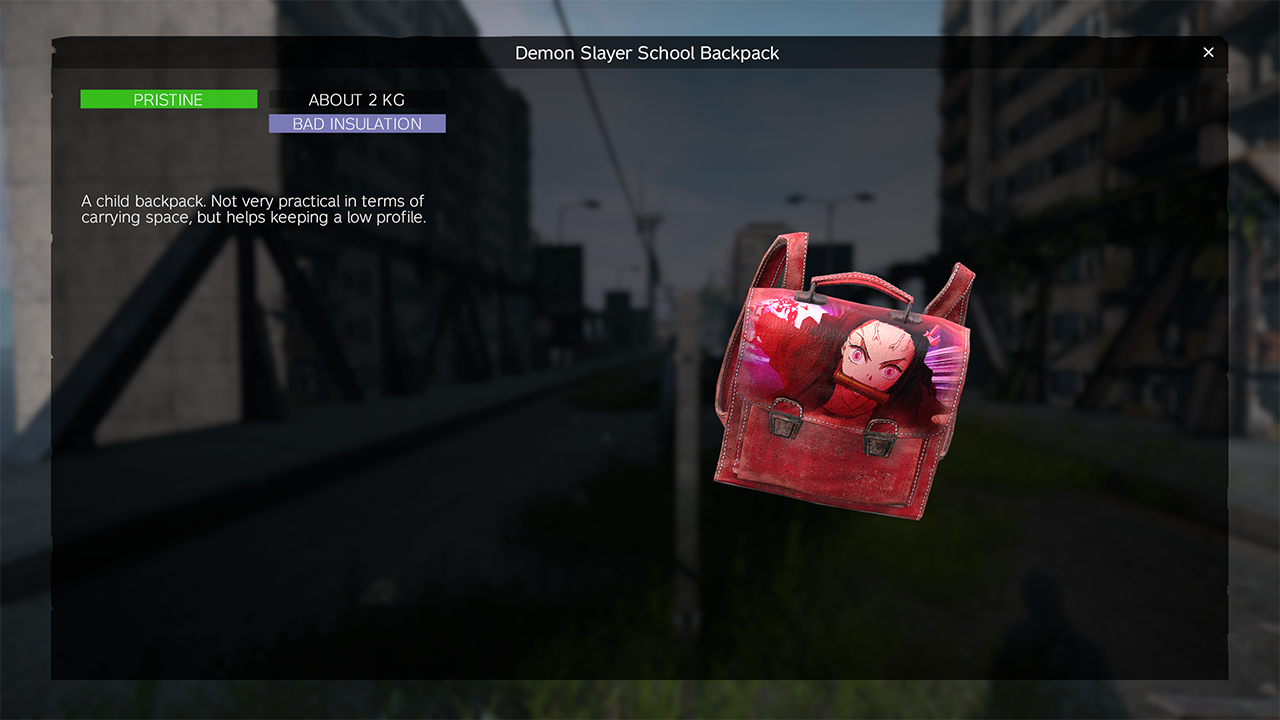 Demon Slayer School Backpack
PRISTINE
ABOUT 2 KG
BAD INSULATION
A child backpack. Not very practical in terms of
carrying space, but helps keeping a low profile.